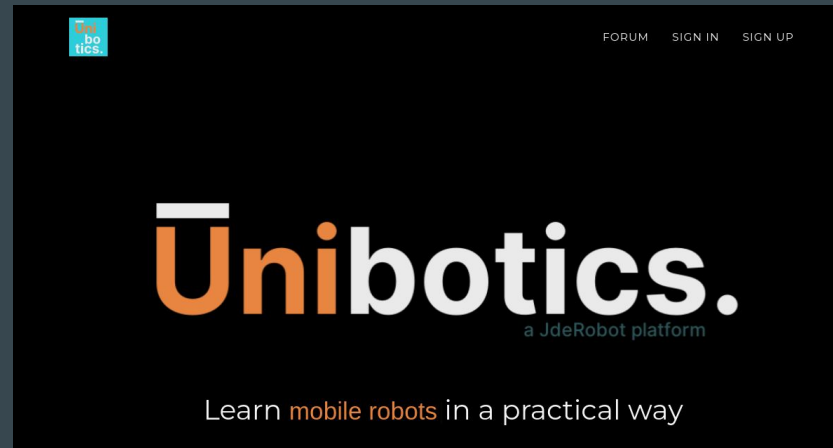 Uni
bo
tics.
FORUM SIGN IN SIGN UP
Unibotics.
a JdeRobot platform
Learn mobile robots in a practical way